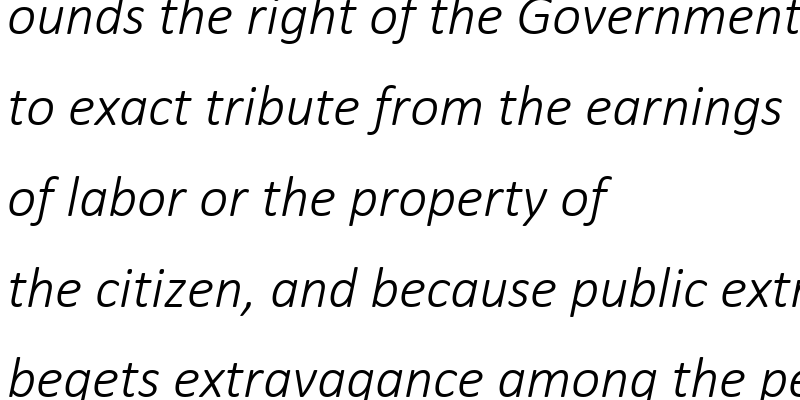 ounds the right of the Government
to exact tribute from the earnings
of labor or the property of
the citizen, and because public extr
begets extravagance among the pe